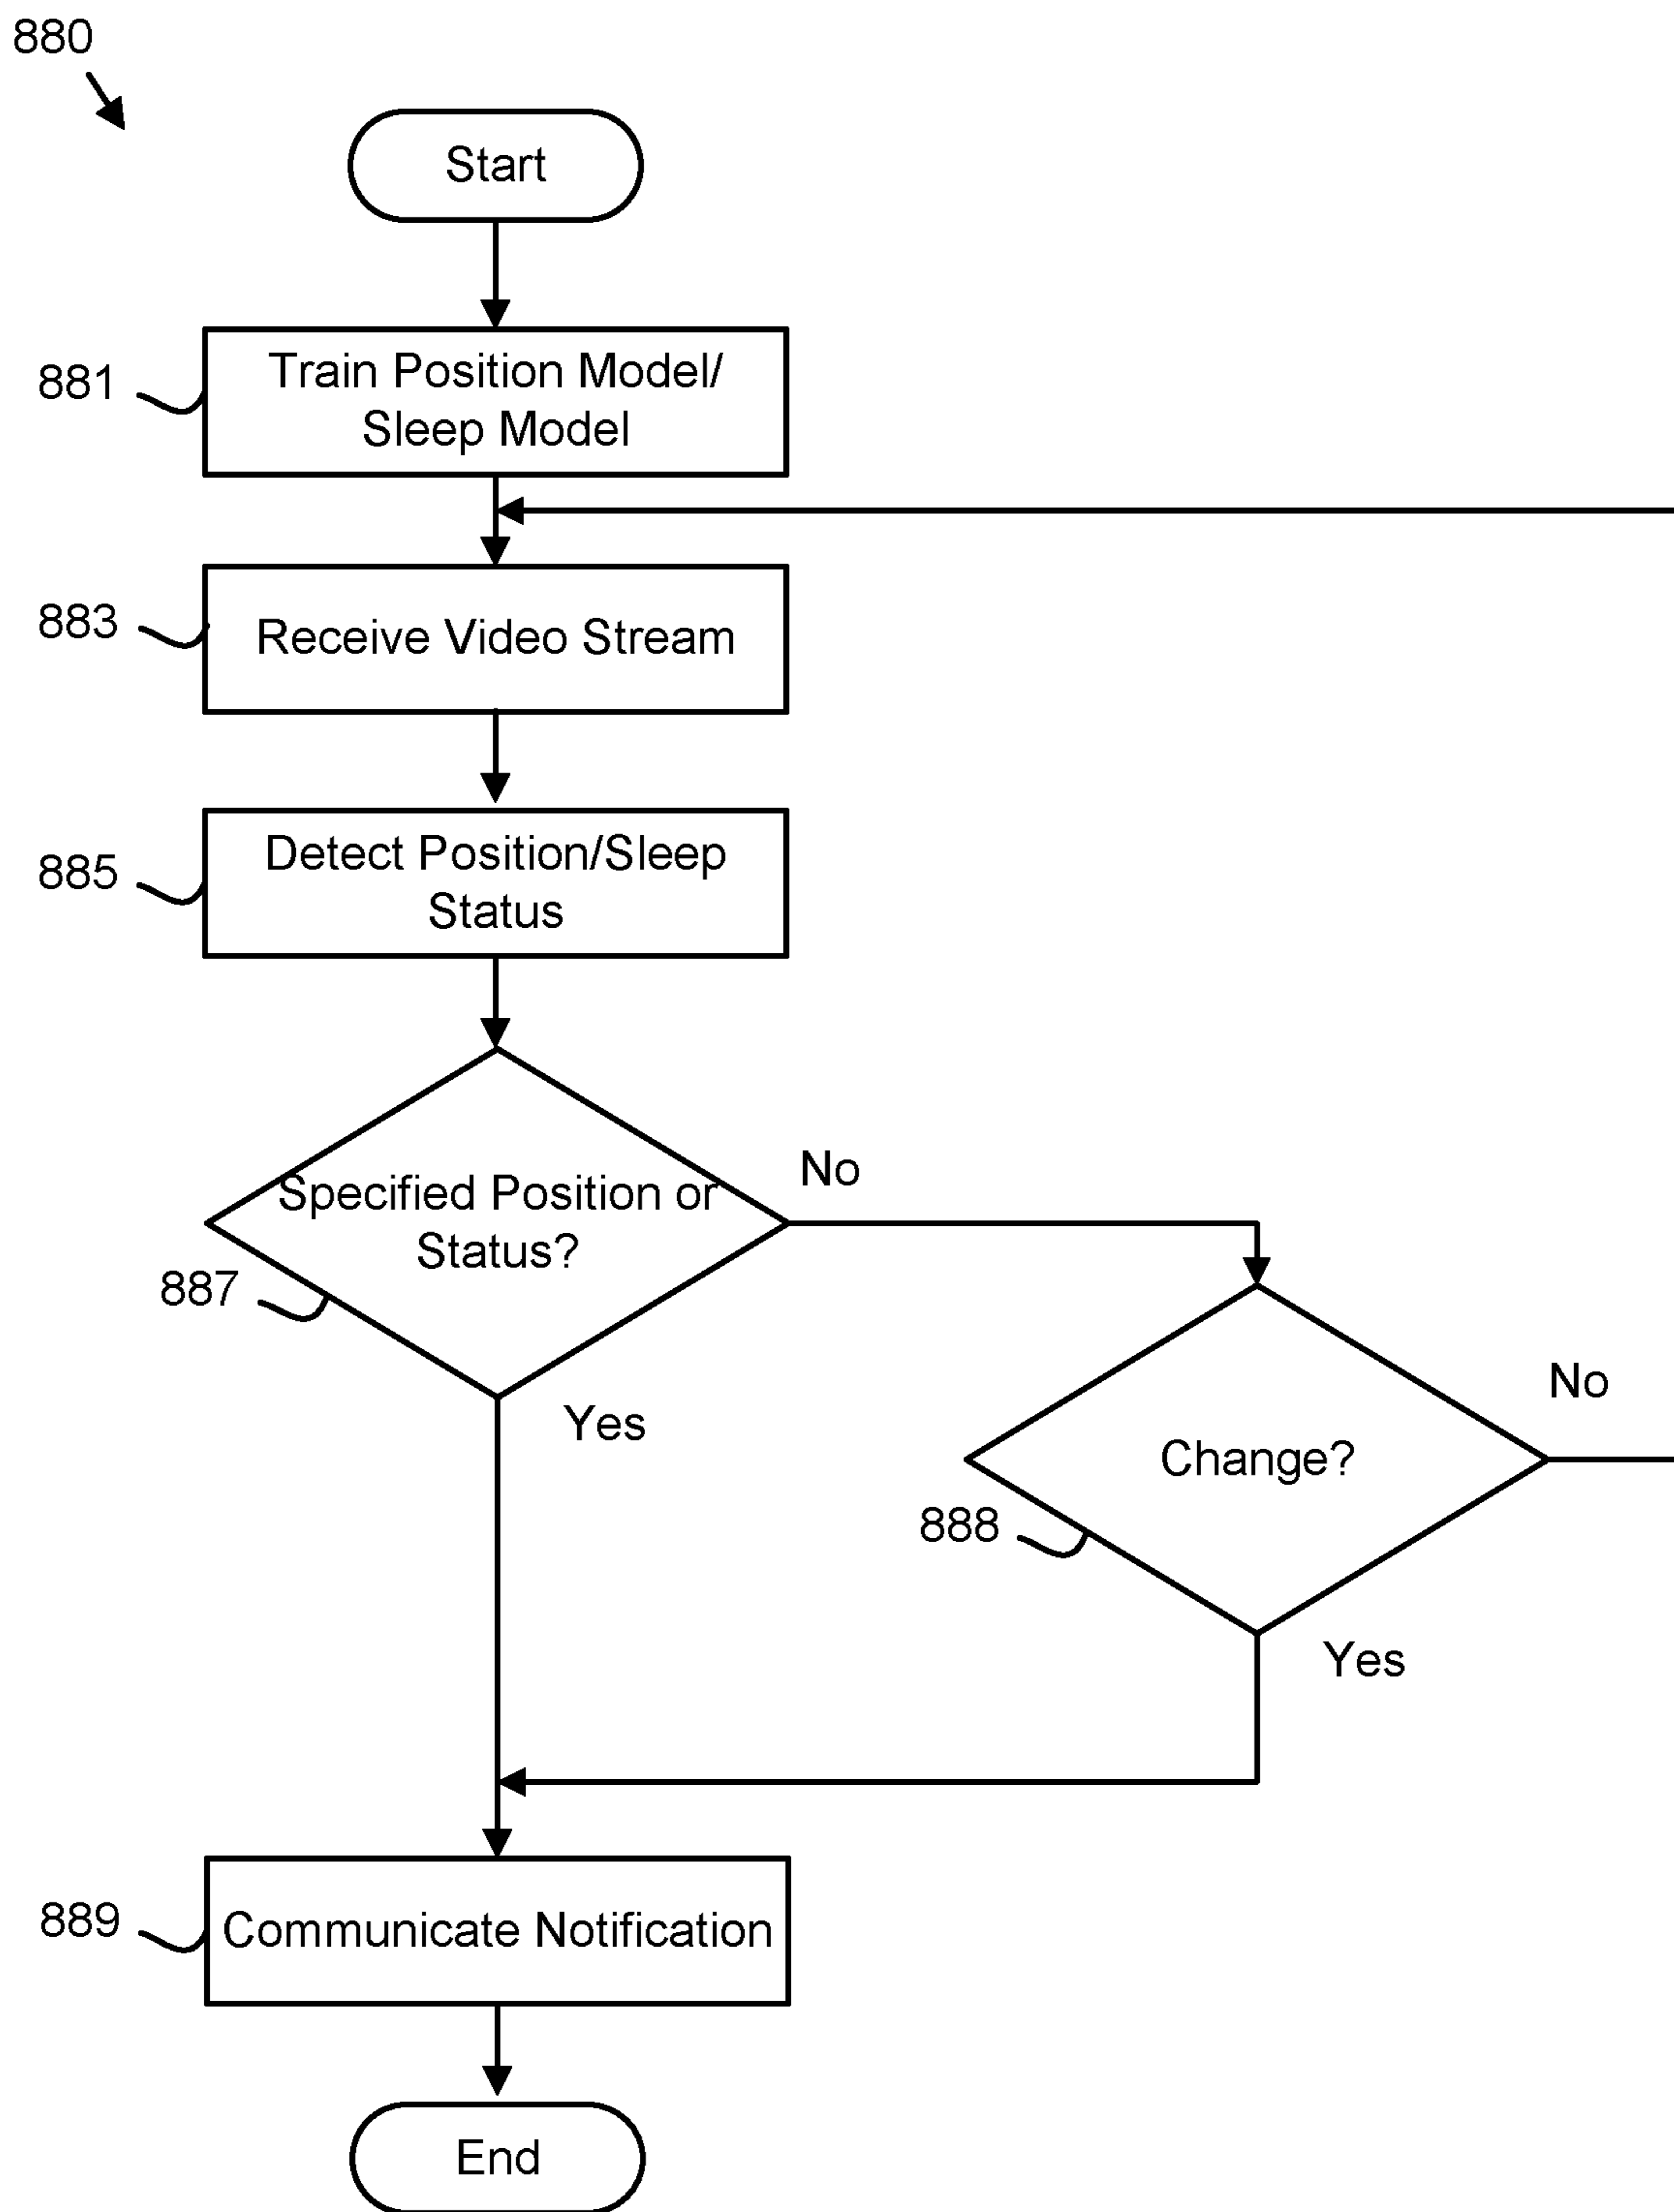 880
Start
881
Train Position Model/
Sleep Model
883
Receive Video Stream
885
Detect Position/Sleep
Status
Specified Position or
Status?
887
No
Yes
Change?
888
No
Yes
889
Communicate Notification
End